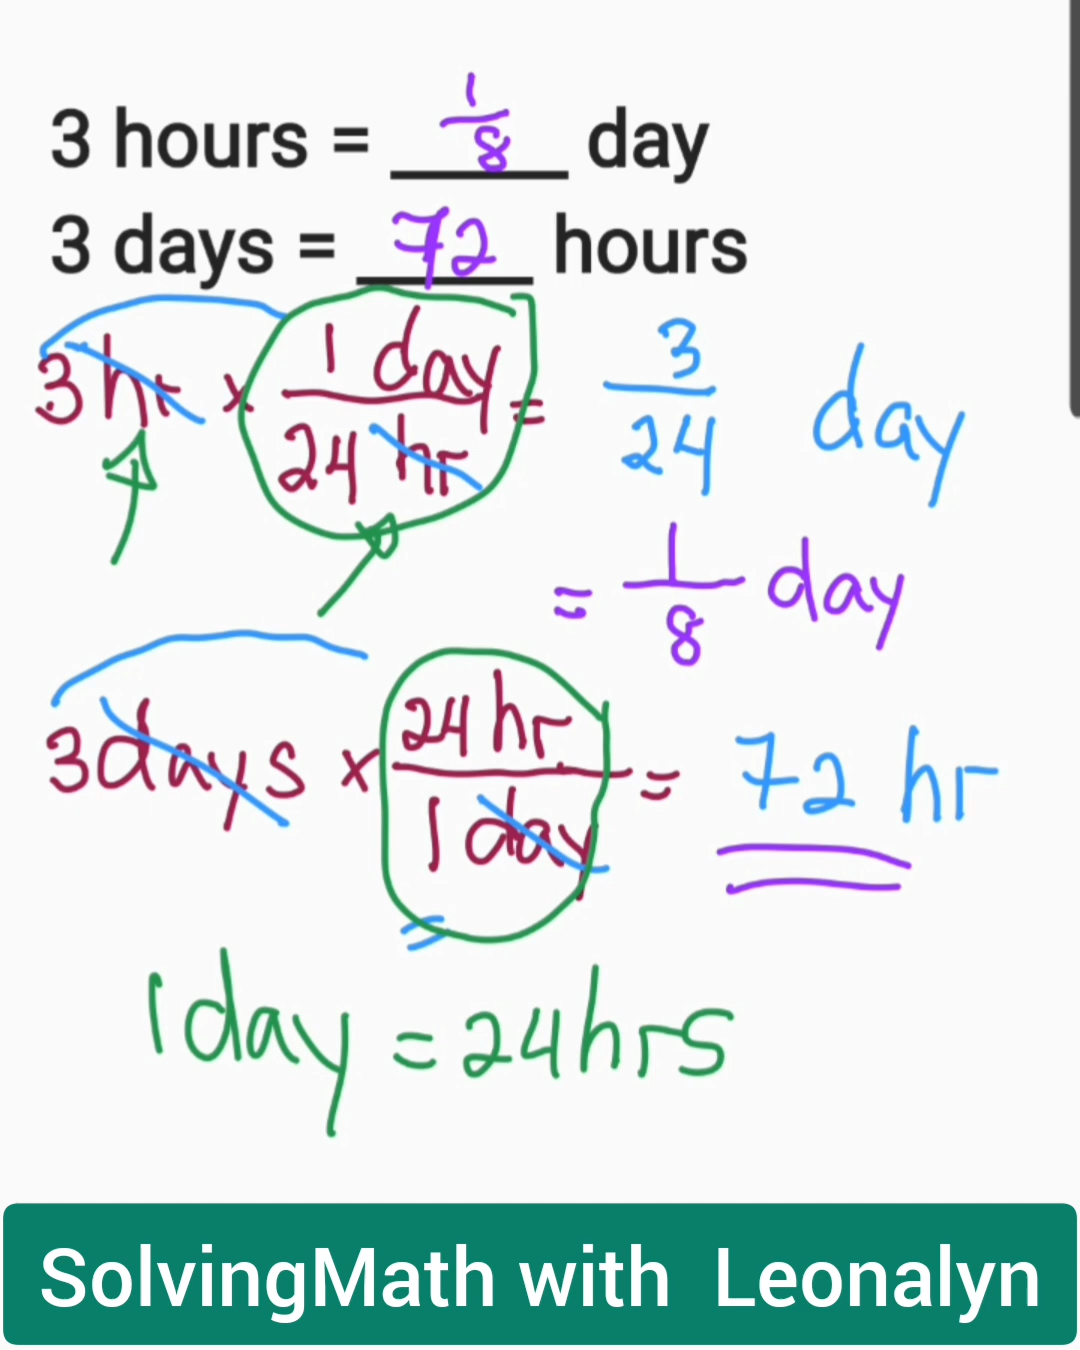 3 hours = 1/8 day
3 days = 72 hours
3 hr x 1 day / 24 hr = 3/24 day
= 1/8 day
3 days x 24 hr / 1 day = 72 hr
=
1 day = 24 hrs
SolvingMath with Leonalyn